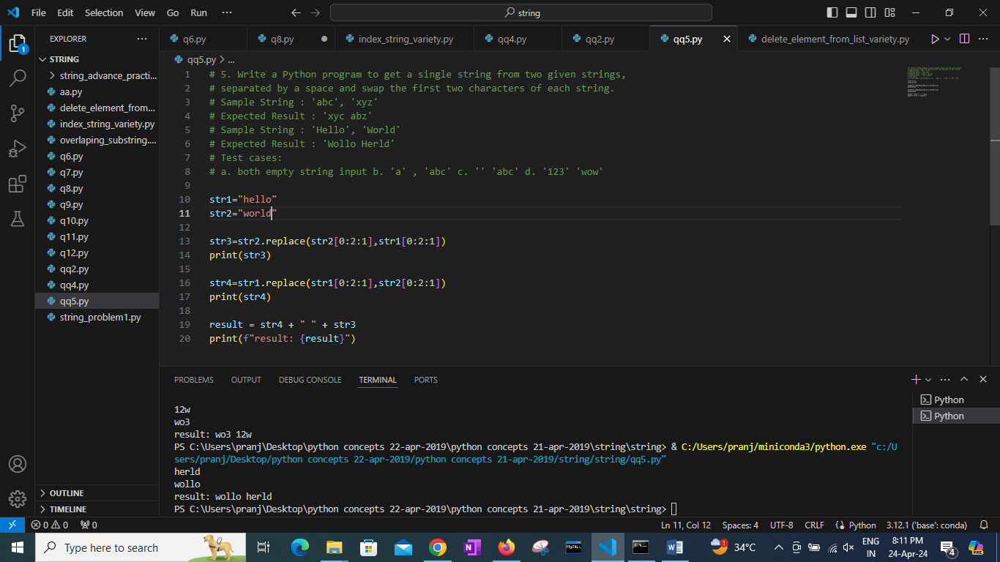 File Edit Selection View Go Run ··· string
EXPLORER ···
STRING
string_advance_practi...
aa.py
delete_element_from...
index_string_variety.py
overlaping_substring....
q6.py
q7.py
q8.py
q9.py
q10.py
q11.py
q12.py
qq2.py
qq4.py
qq5.py
string_problem1.py
OUTLINE
TIMELINE
1
q6.py q8.py index_string_variety.py qq4.py qq2.py qq5.py delete_element_from_list_variety.py ···
qq5.py > ...
1 # 5. Write a Python program to get a single string from two given strings,
2 # separated by a space and swap the first two characters of each string.
3 # Sample String : 'abc', 'xyz'
4 # Expected Result : 'xyc abz'
5 # Sample String : 'Hello', 'World'
6 # Expected Result : 'Wollo Herld'
7 # Test cases:
8 # a. both empty string input b. 'a' , 'abc' c. '' 'abc' d. '123' 'wow'
9
10 str1="hello"
11 str2="world"
12
13 str3=str2.replace(str2[0:2:1],str1[0:2:1])
14 print(str3)
15
16 str4=str1.replace(str1[0:2:1],str2[0:2:1])
17 print(str4)
18
19 result = str4 + " " + str3
20 print(f"result: {result}")
PROBLEMS OUTPUT DEBUG CONSOLE TERMINAL PORTS ···
12w
wo3
result: wo3 12w
PS C:\Users\pranj\Desktop\python concepts 22-apr-2019\python concepts 21-apr-2019\string\string> & C:/Users/pranj/miniconda3/python.exe "c:/U
sers/pranj/Desktop/python concepts 22-apr-2019/python concepts 21-apr-2019/string/string/qq5.py"
herld
wollo
result: wollo herld
PS C:\Users\pranj\Desktop\python concepts 22-apr-2019\python concepts 21-apr-2019\string\string>
Python
Python
0 0 0 Ln 11, Col 12 Spaces: 4 UTF-8 CRLF Python 3.12.1 ('base': conda)
Type here to search 1 34°C ENG
IN 8:11 PM
24-Apr-24 4 PRE